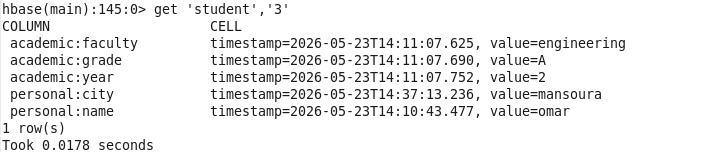 hbase(main):145:0> get 'student','3'
COLUMN                    CELL
 academic:faculty         timestamp=2026-05-23T14:11:07.625, value=engineering
 academic:grade           timestamp=2026-05-23T14:11:07.690, value=A
 academic:year            timestamp=2026-05-23T14:11:07.752, value=2
 personal:city            timestamp=2026-05-23T14:37:13.236, value=mansoura
 personal:name            timestamp=2026-05-23T14:10:43.477, value=omar
1 row(s)
Took 0.0178 seconds